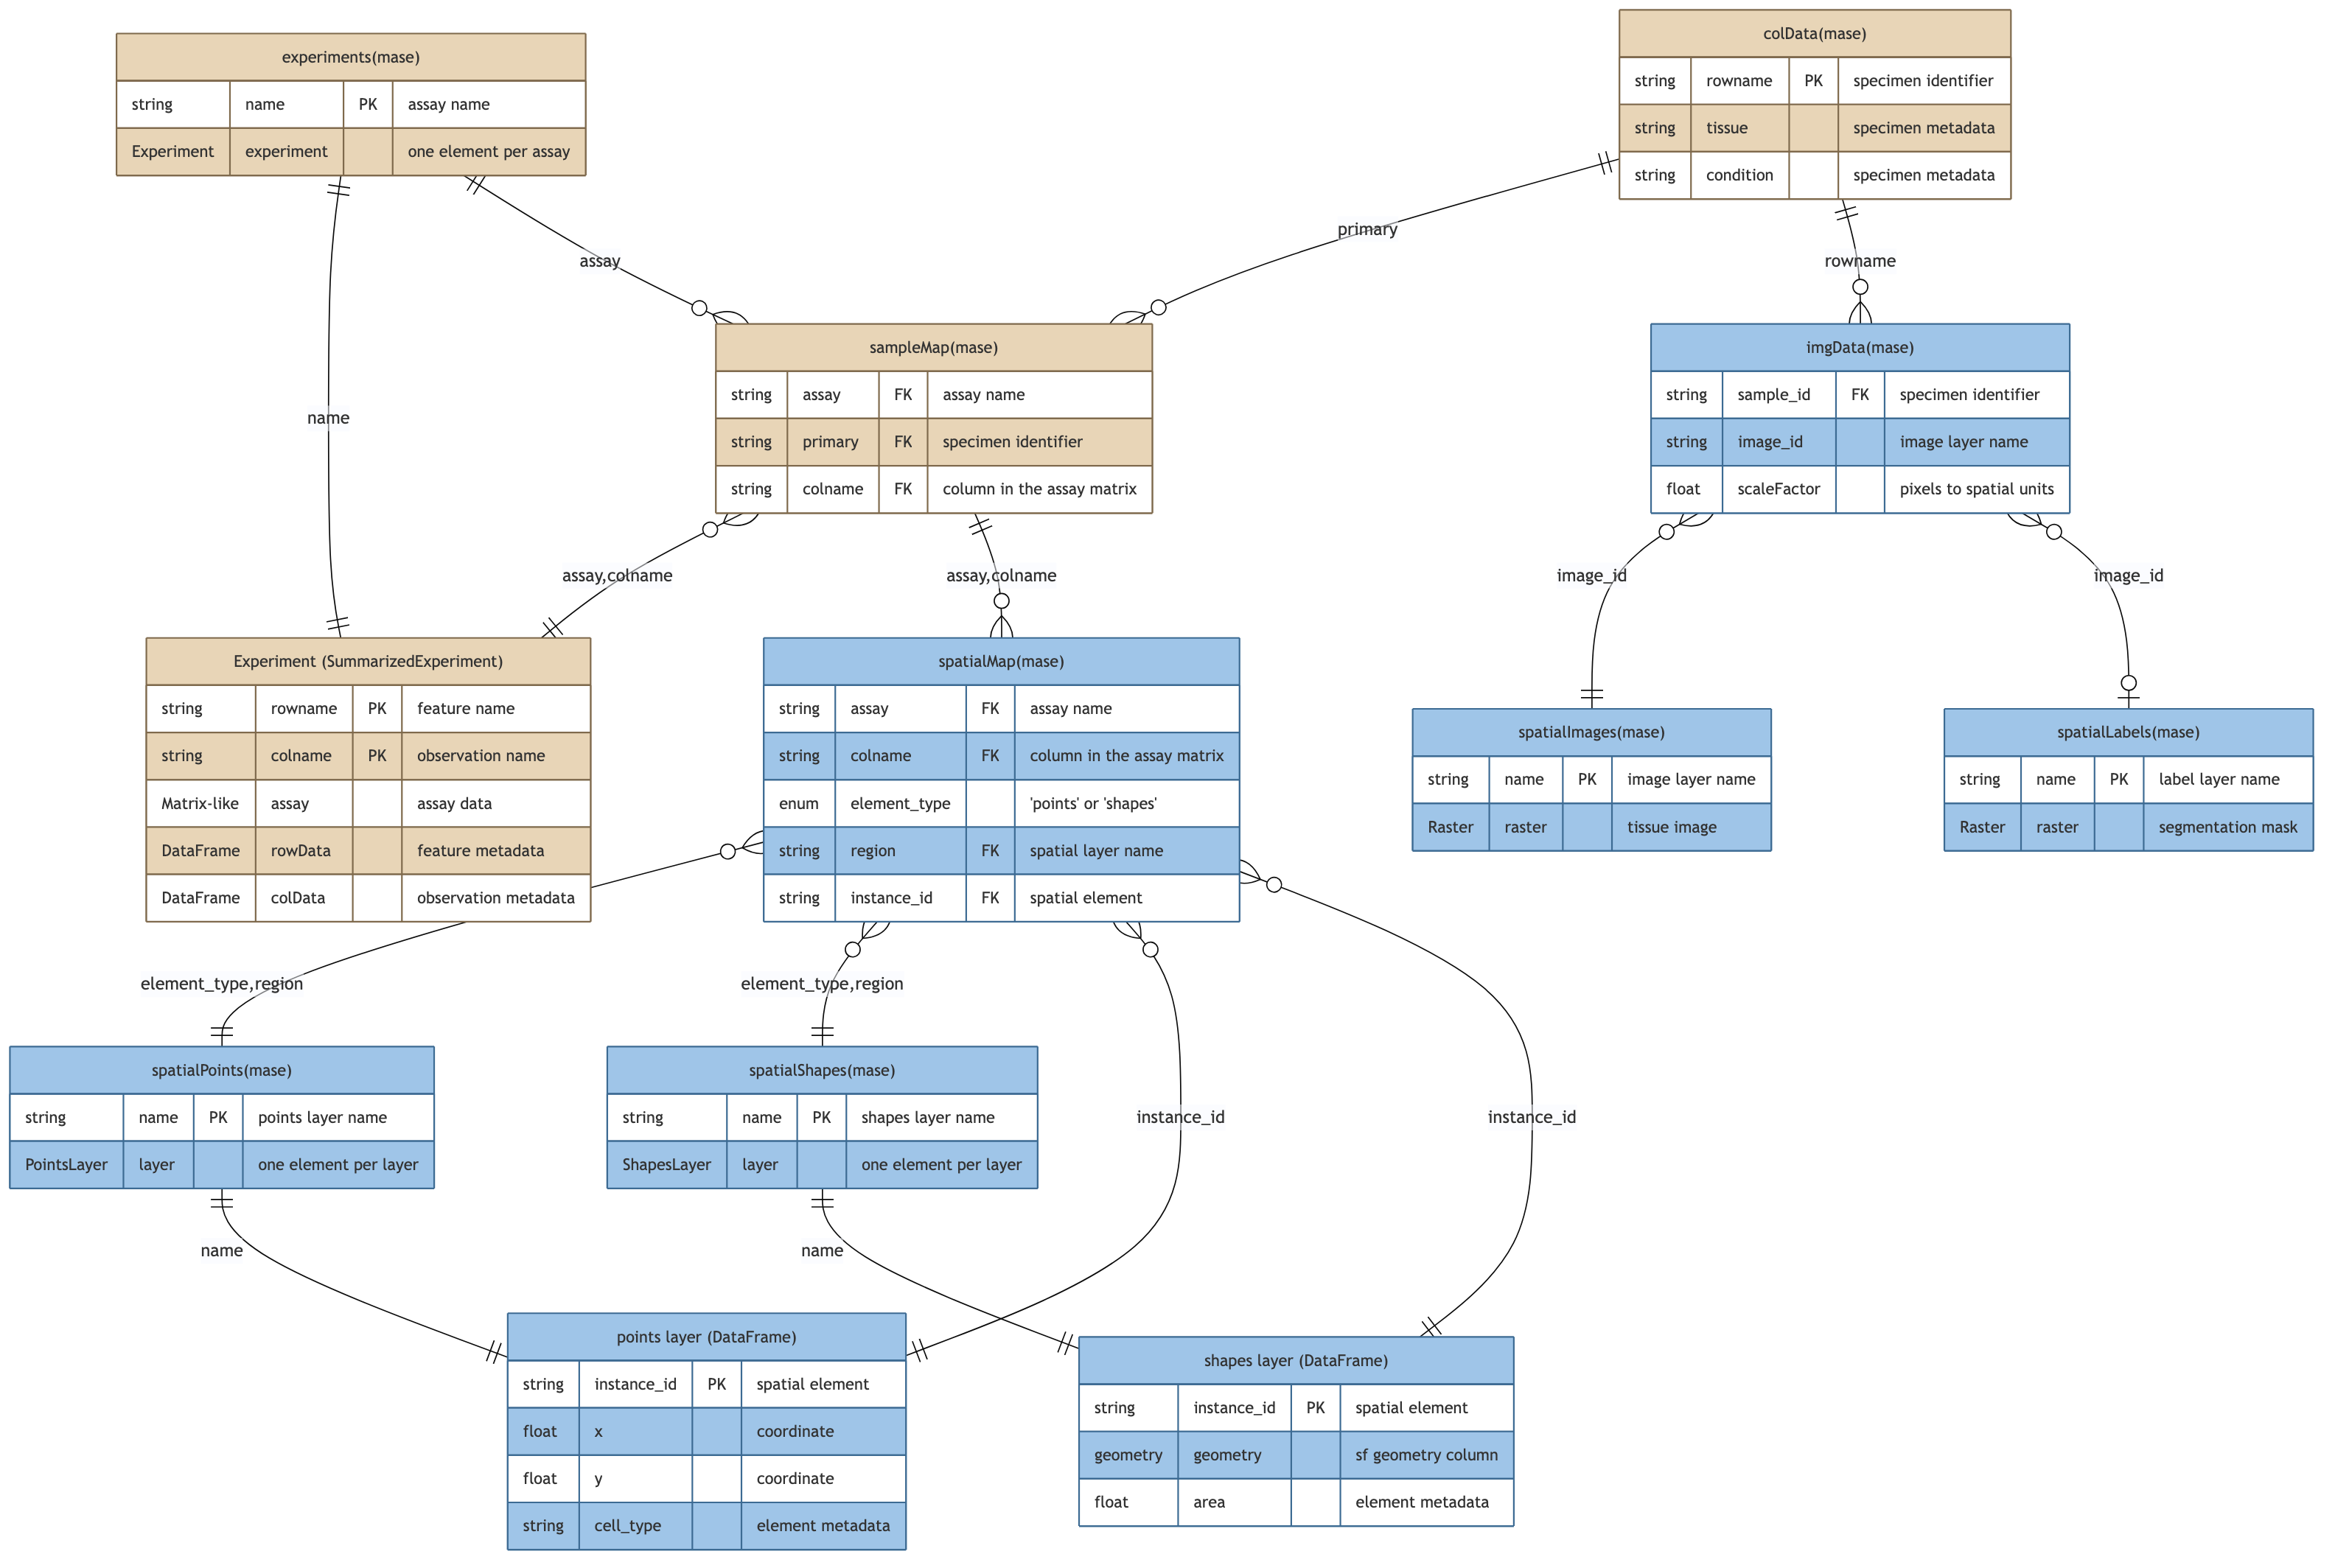 experiments(mase)
string name PK assay name
Experiment experiment one element per assay
colData(mase)
string rowname PK specimen identifier
string tissue specimen metadata
string condition specimen metadata
primary
assay
rowname
name
sampleMap(mase)
string assay FK assay name
string primary FK specimen identifier
string colname FK column in the assay matrix
imgData(mase)
string sample_id FK specimen identifier
string image_id image layer name
float scaleFactor pixels to spatial units
assay,colname
assay,colname
image_id
image_id
Experiment (SummarizedExperiment)
string rowname PK feature name
string colname PK observation name
Matrix-like assay assay data
DataFrame rowData feature metadata
DataFrame colData observation metadata
spatialMap(mase)
string assay FK assay name
string colname FK column in the assay matrix
enum element_type 'points' or 'shapes'
string region FK spatial layer name
string instance_id FK spatial element
spatialImages(mase)
string name PK image layer name
Raster raster tissue image
spatialLabels(mase)
string name PK label layer name
Raster raster segmentation mask
element_type,region
element_type,region
spatialPoints(mase)
string name PK points layer name
PointsLayer layer one element per layer
spatialShapes(mase)
string name PK shapes layer name
ShapesLayer layer one element per layer
instance_id
instance_id
name
name
points layer (DataFrame)
string instance_id PK spatial element
float x coordinate
float y coordinate
string cell_type element metadata
shapes layer (DataFrame)
string instance_id PK spatial element
geometry geometry sf geometry column
float area element metadata